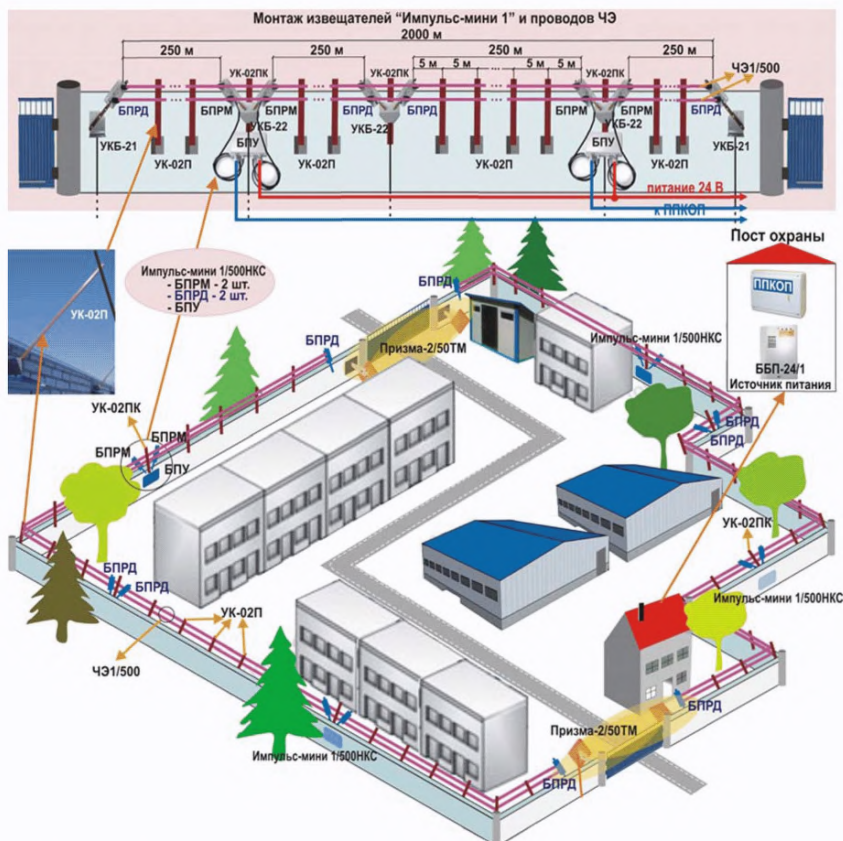 Монтаж извещателей “Импульс-мини 1” и проводов ЧЭ
2000 м
250 м
250 м
250 м
250 м
5 м
5 м
5 м
5 м
5 м
УК-02ПК
УК-02ПК
УК-02ПК
ЧЭ1/500
БПРД
БПРМ
БПРМ
БПРД
БПРД
БПРМ
БПРМ
БПРД
УКБ-22
УКБ-22
УКБ-22
УКБ-21
УК-02П
БПУ
УК-02П
УК-02П
БПУ
УК-02П
УКБ-21
питание 24 В
к ППКОП
Пост охраны
ППКОП
ББП-24/1
Источник питания
Импульс-мини 1/500НКС
- БПРМ - 2 шт.
- БПРД - 2 шт.
- БПУ
УК-02П
БПРД
БПРД
Призма-2/50ТМ
Импульс-мини 1/500НКС
УК-02ПК
БПРМ
БПРМ
БПУ
БПРД
БПРД
УК-02ПК
БПРД
БПРД
Импульс-мини 1/500НКС
УК-02П
ЧЭ1/500
БПРД
Призма-2/50ТМ
Импульс-мини 1/500НКС
БПРД